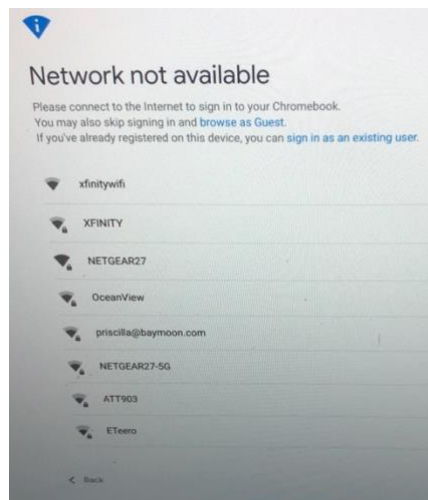 Network not available
Please connect to the Internet to sign in to your Chromebook.
You may also skip signing in and browse as Guest.
If you've already registered on this device, you can sign in as an existing user.
xfinitywifi
XFINITY
NETGEAR27
OceanView
priscilla@baymoon.com
NETGEAR27-5G
ATT903
ETeero
< Back